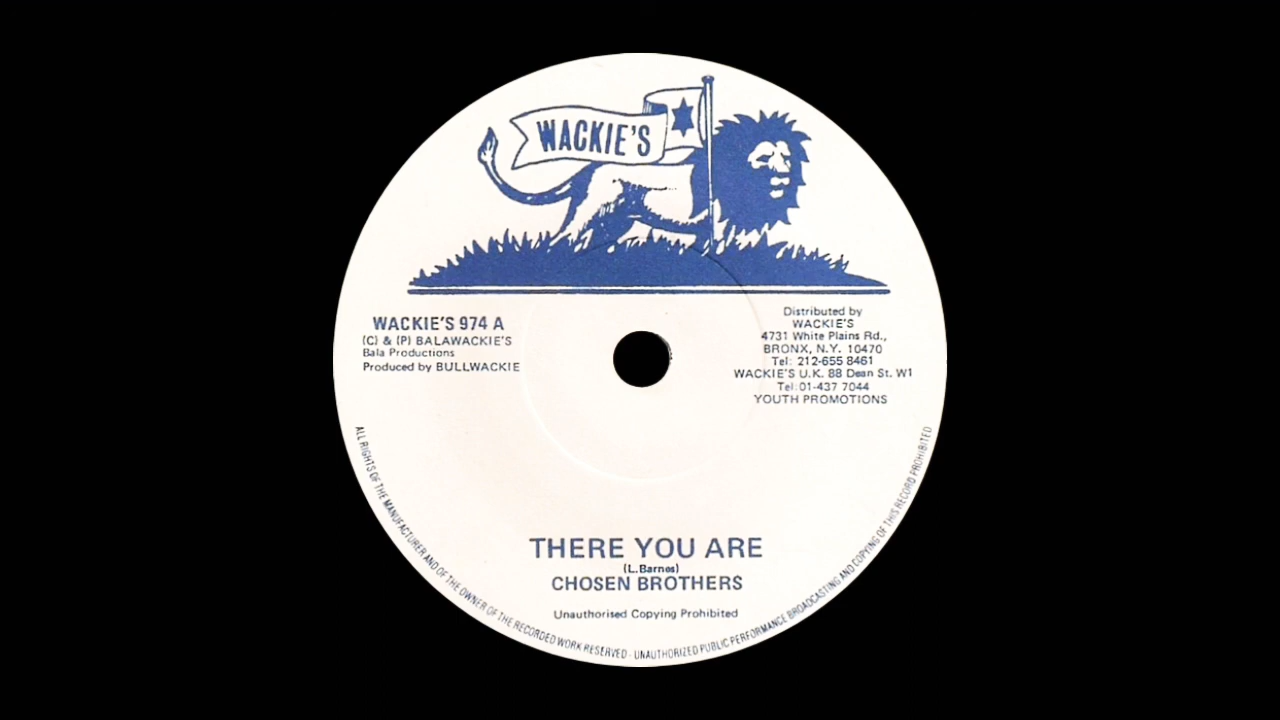 WACKIE'S
WACKIE'S 974 A
(C) & (P) BALAWACKIE'S
Bala Productions
Produced by BULLWACKIE
Distributed by
WACKIE'S
4731 White Plains Rd.,
BRONX, N.Y. 10470
Tel: 212-655 8461
WACKIE'S U.K. 88 Dean St. W1
Tel:01-437 7044
YOUTH PROMOTIONS
THERE YOU ARE
(L.Barnes)
CHOSEN BROTHERS
Unauthorised Copying Prohibited
ALL RIGHTS OF THE MANUFACTURER AND OF THE OWNER OF THE RECORDED WORK RESERVED - UNAUTHORIZED PUBLIC PERFORMANCE BROADCASTING AND COPYING OF THIS RECORD PROHIBITED